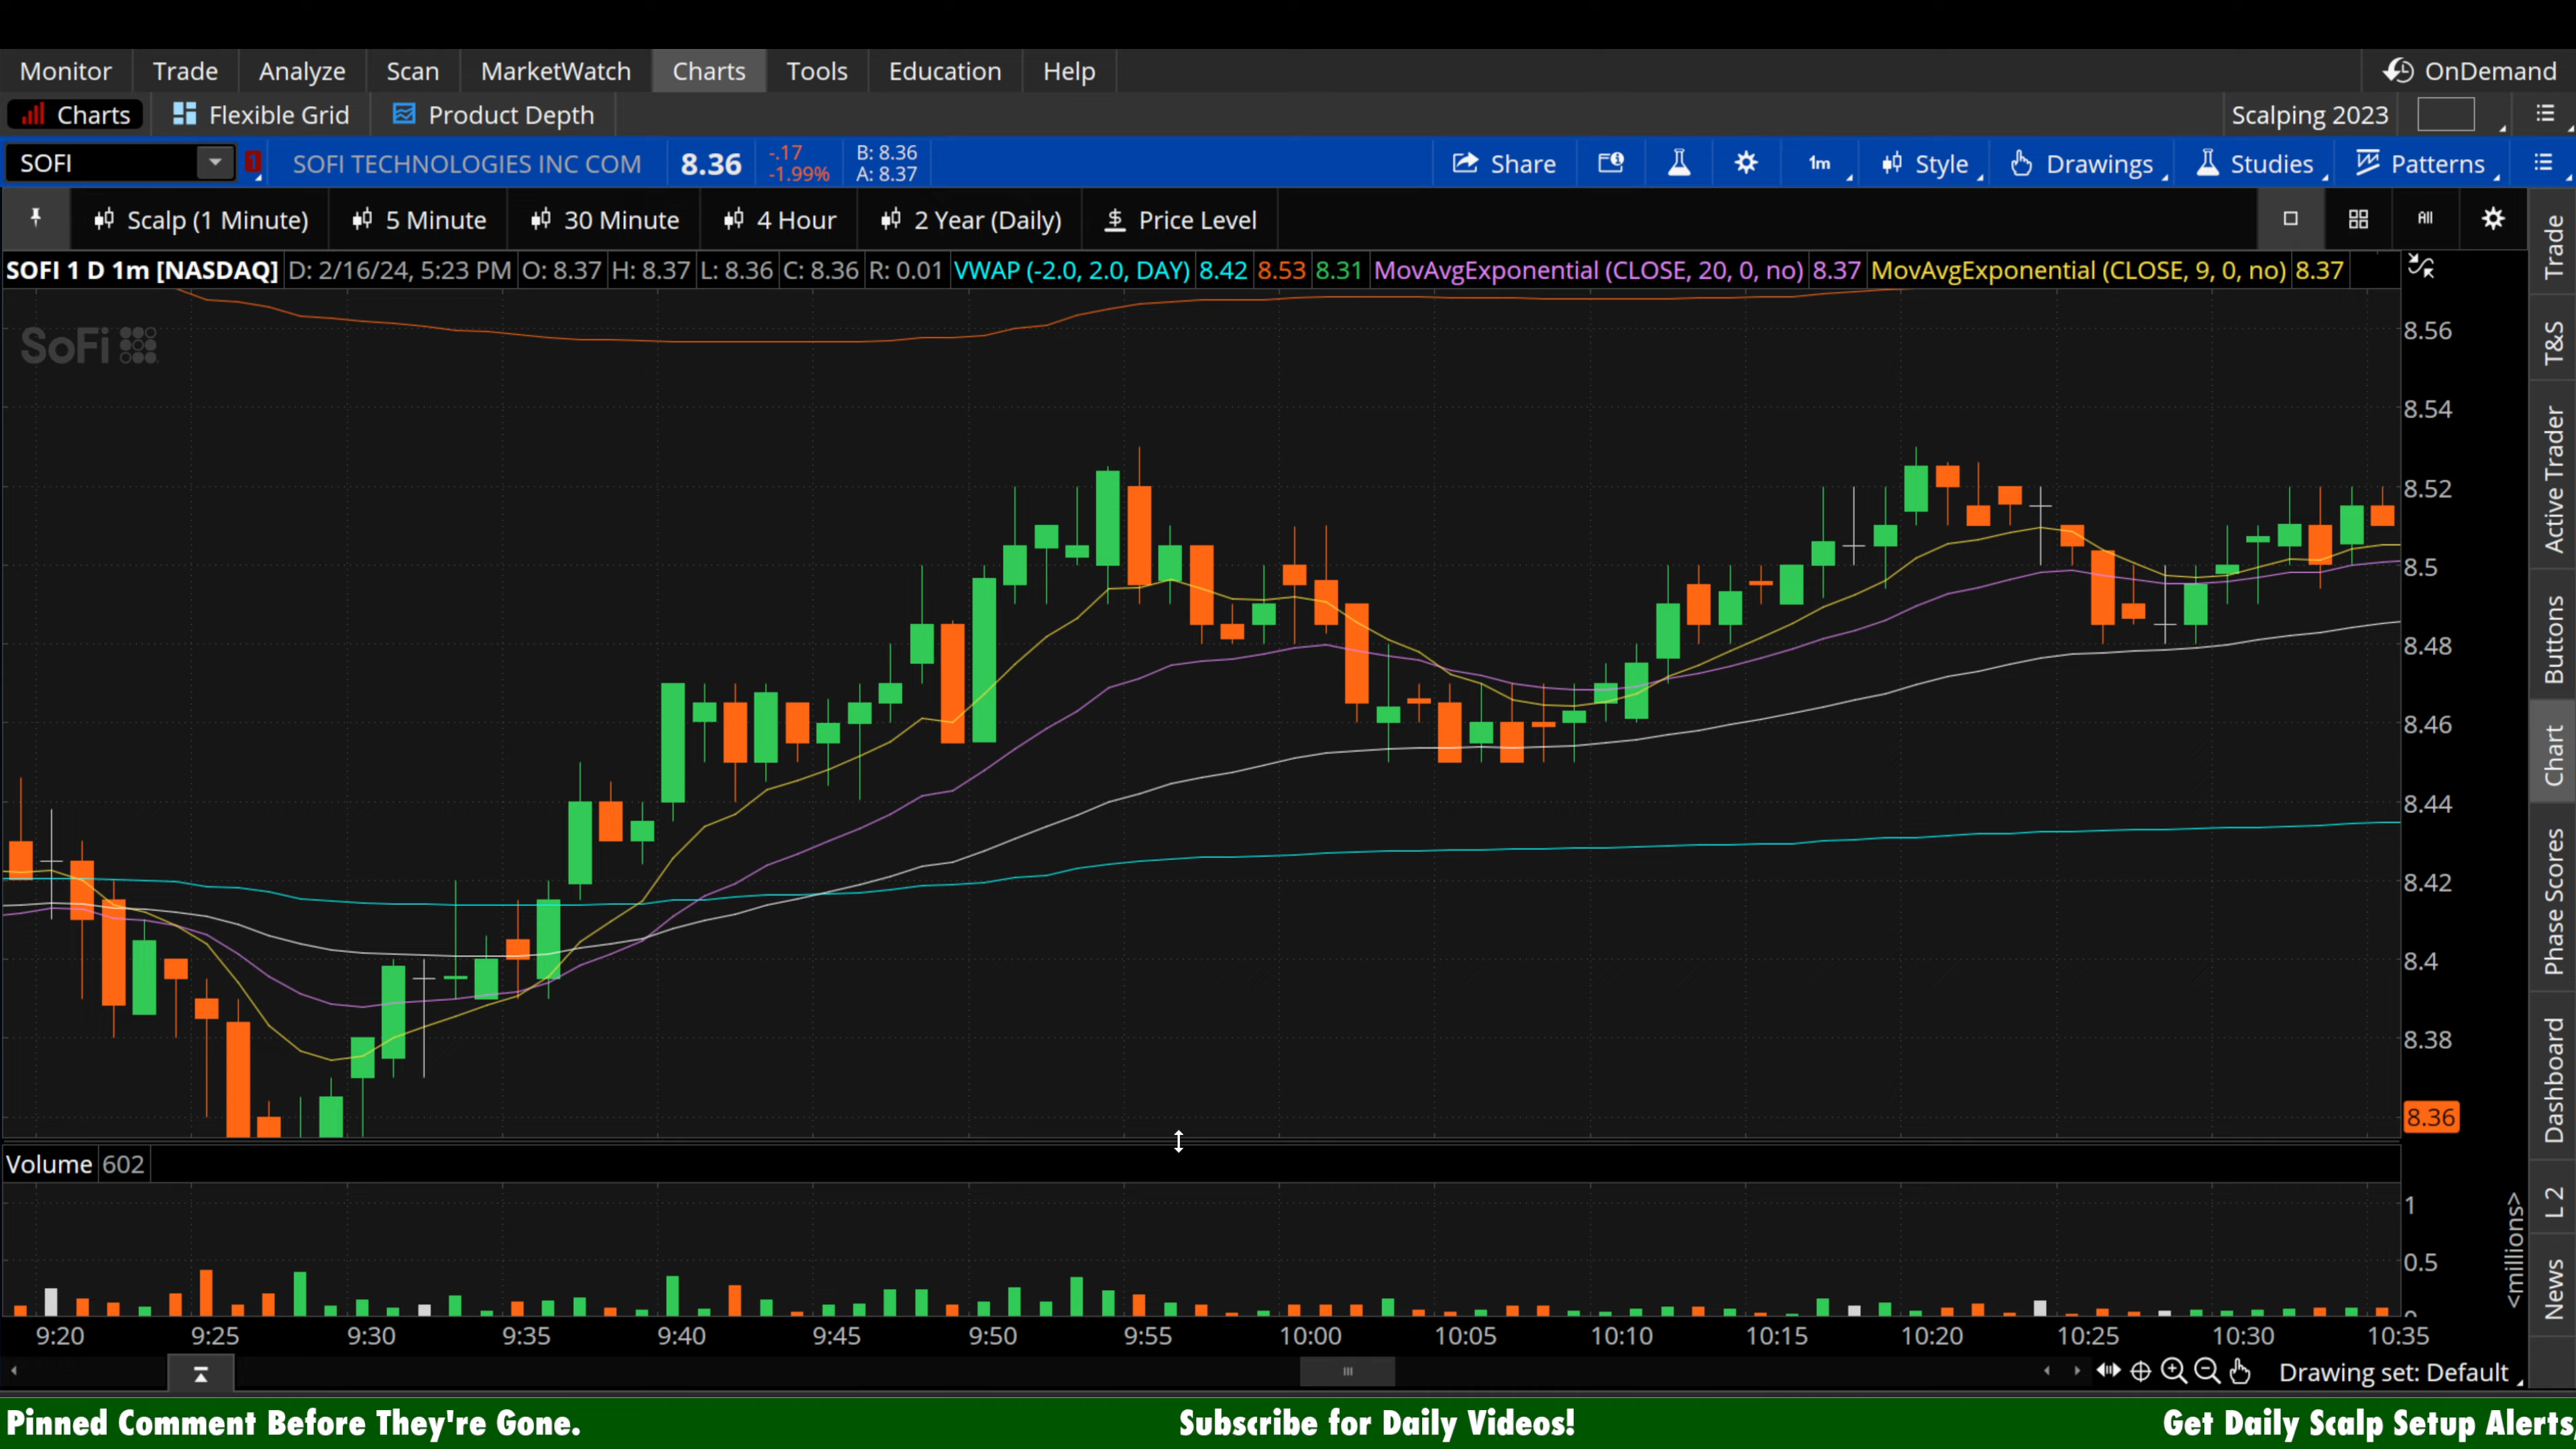 Monitor Trade Analyze Scan MarketWatch Charts Tools Education Help OnDemand
Charts Flexible Grid Product Depth Scalping 2023
SOFI 1 SOFI TECHNOLOGIES INC COM 8.36 -.17 -1.99% B: 8.36 A: 8.37 Share 1m Style Drawings Studies Patterns
Scalp (1 Minute) 5 Minute 30 Minute 4 Hour 2 Year (Daily) $ Price Level All
SOFI 1 D 1m [NASDAQ] D: 2/16/24, 5:23 PM O: 8.37 H: 8.37 L: 8.36 C: 8.36 R: 0.01 VWAP (-2.0, 2.0, DAY) 8.42 8.53 8.31 MovAvgExponential (CLOSE, 20, 0, no) 8.37 MovAvgExponential (CLOSE, 9, 0, no) 8.37
SoFi
8.56
8.54
8.52
8.5
8.48
8.46
8.44
8.42
8.4
8.38
8.36
Volume 602
1
0.5
0
<millions>
9:20 9:25 9:30 9:35 9:40 9:45 9:50 9:55 10:00 10:05 10:10 10:15 10:20 10:25 10:30 10:35
Drawing set: Default
Trade
T&S
Active Trader
Buttons
Chart
Phase Scores
Dashboard
L 2
News
Pinned Comment Before They're Gone. Subscribe for Daily Videos! Get Daily Scalp Setup Alerts